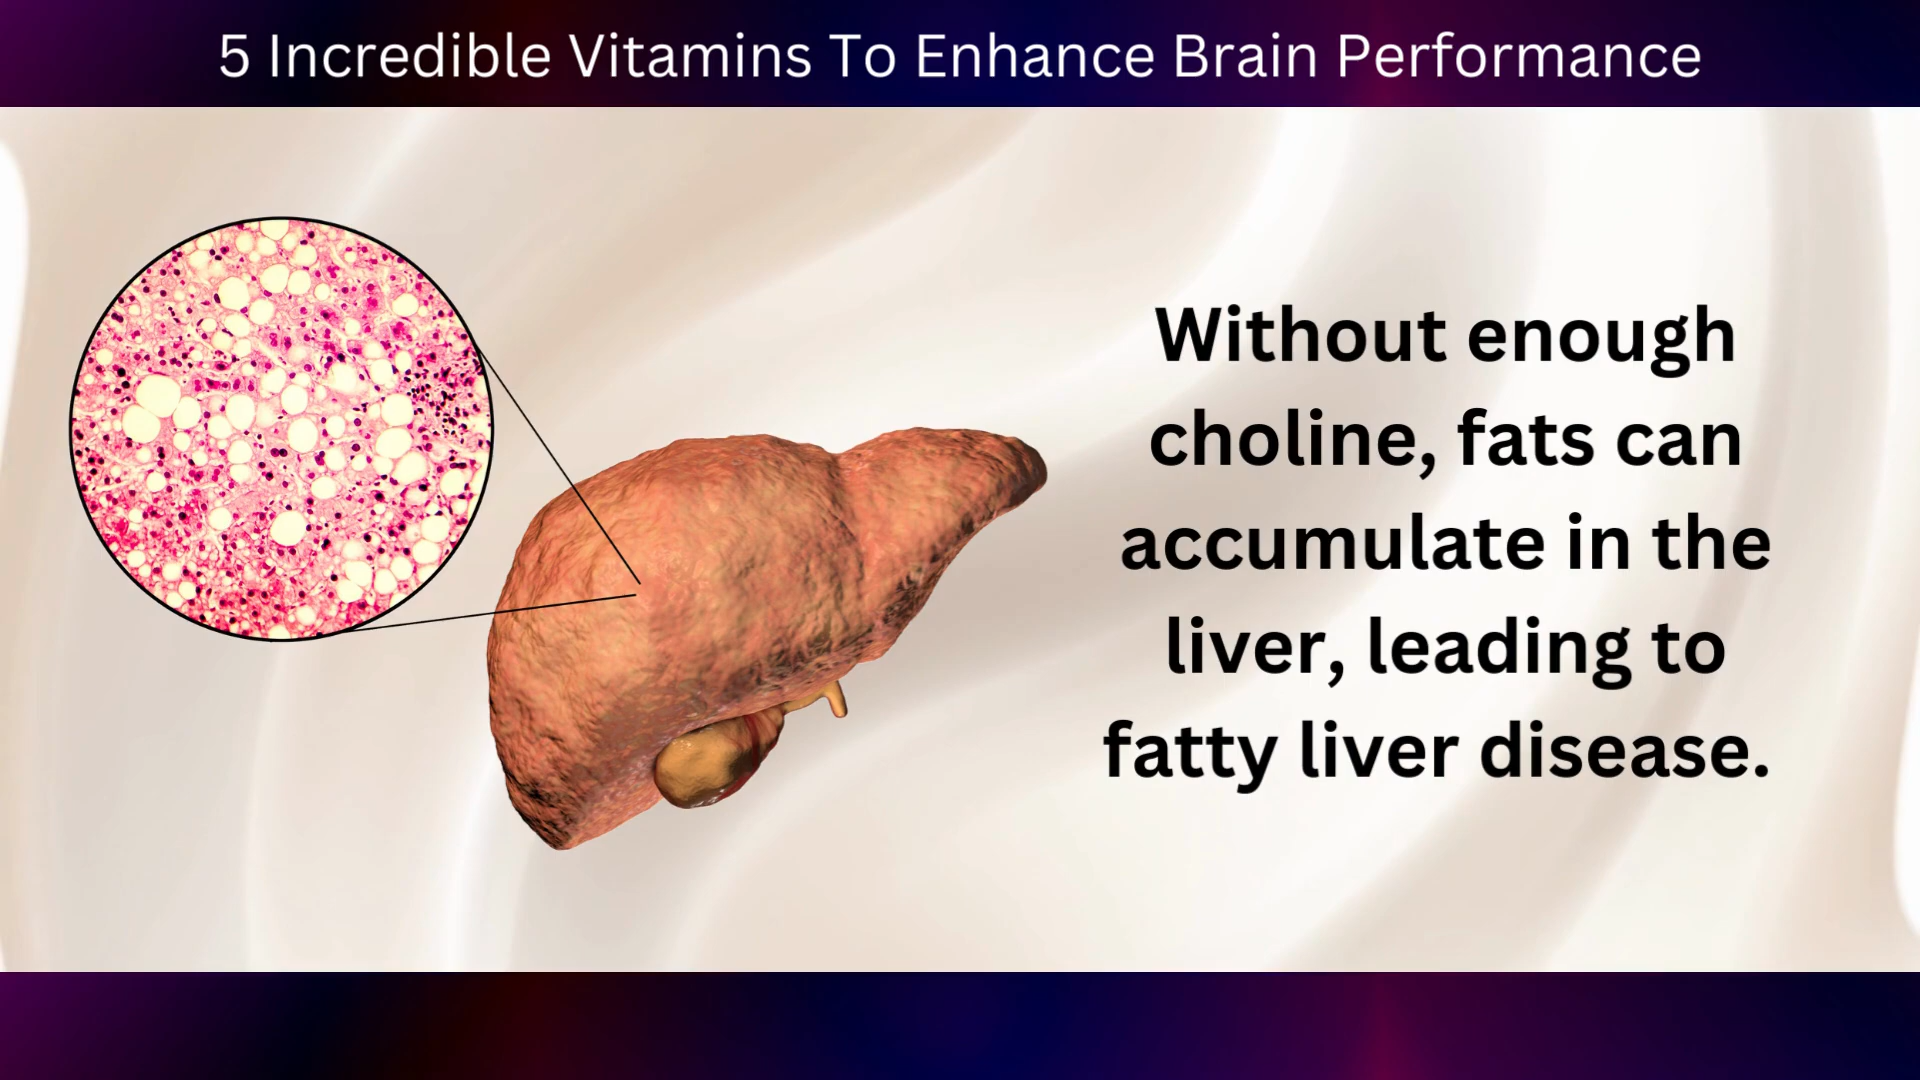 5 Incredible Vitamins To Enhance Brain Performance
Without enough
choline, fats can
accumulate in the
liver, leading to
fatty liver disease.